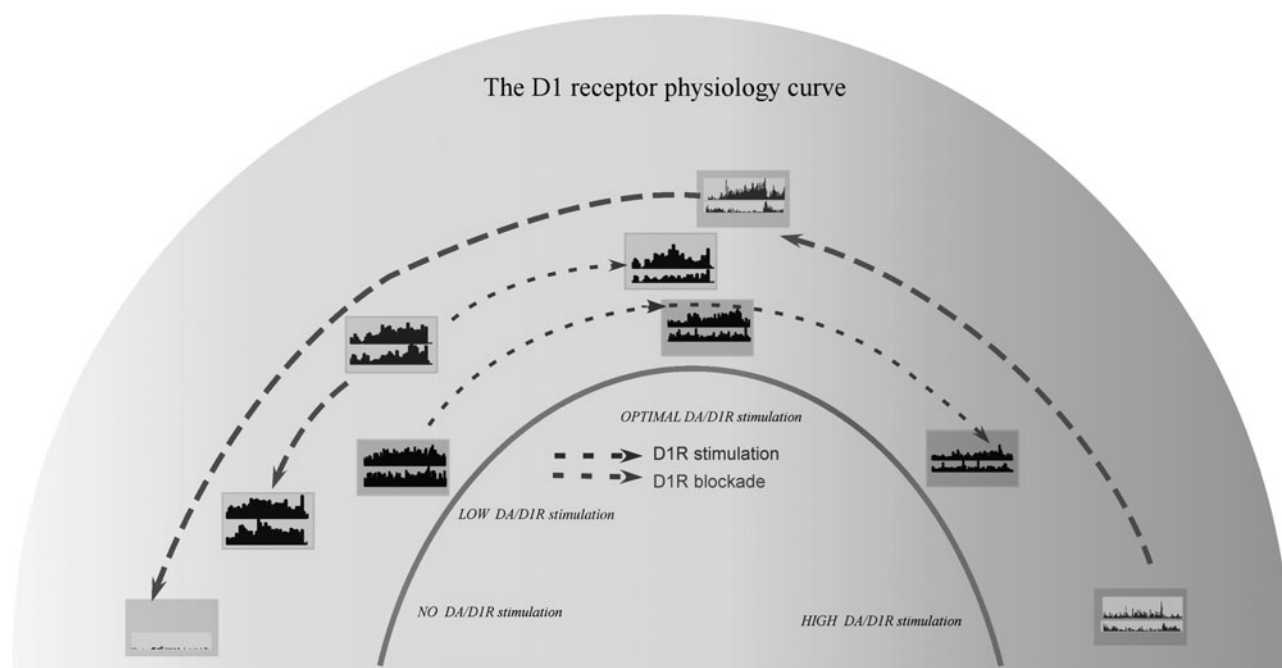 The D1 receptor physiology curve
OPTIMAL DA/D1R stimulation
D1R stimulation
D1R blockade
LOW DA/D1R stimulation
NO DA/D1R stimulation
HIGH DA/D1R stimulation